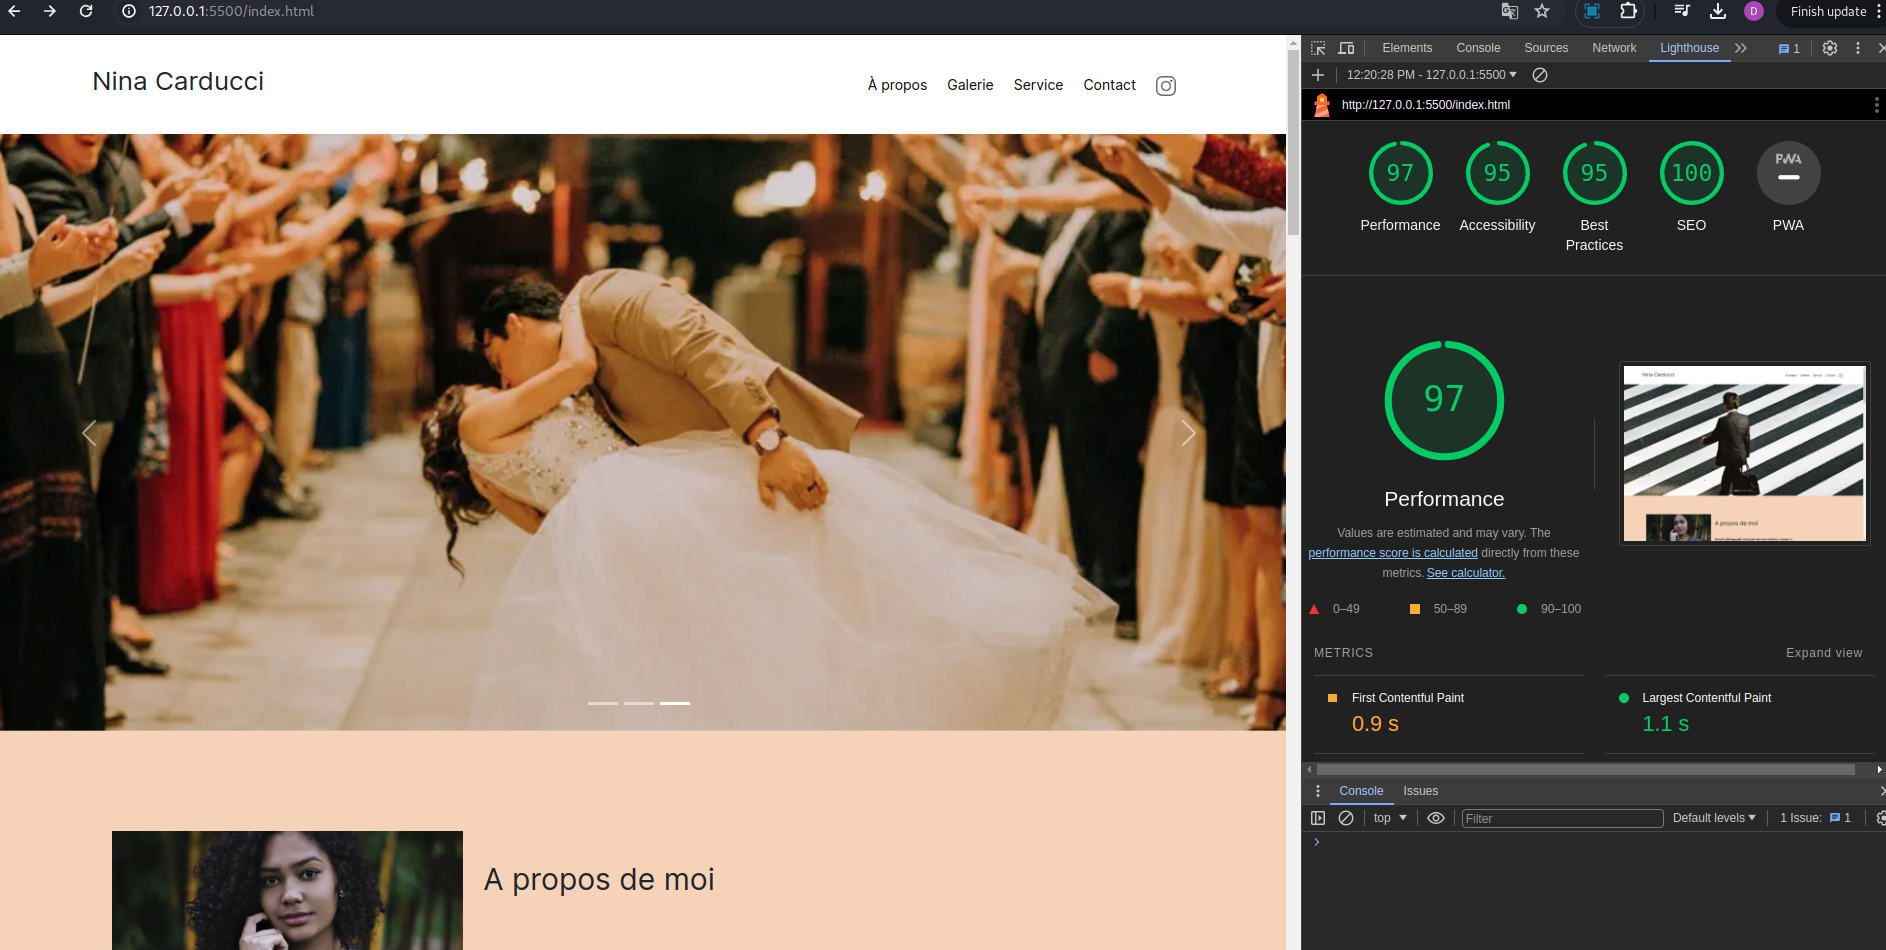 127.0.0.1:5500/index.html
D
Finish update
Nina Carducci
À propos
Galerie
Service
Contact
A propos de moi
Elements
Console
Sources
Network
Lighthouse
1
12:20:28 PM - 127.0.0.1:5500
http://127.0.0.1:5500/index.html
97
95
95
100
PWA
Performance
Accessibility
Best
Practices
SEO
PWA
97
Performance
Values are estimated and may vary. The
performance score is calculated directly from these
metrics. See calculator.
0–49
50–89
90–100
Nina Carducci
A propos de moi
METRICS
Expand view
First Contentful Paint
0.9 s
Largest Contentful Paint
1.1 s
Console
Issues
top
Filter
Default levels
1 Issue:
1